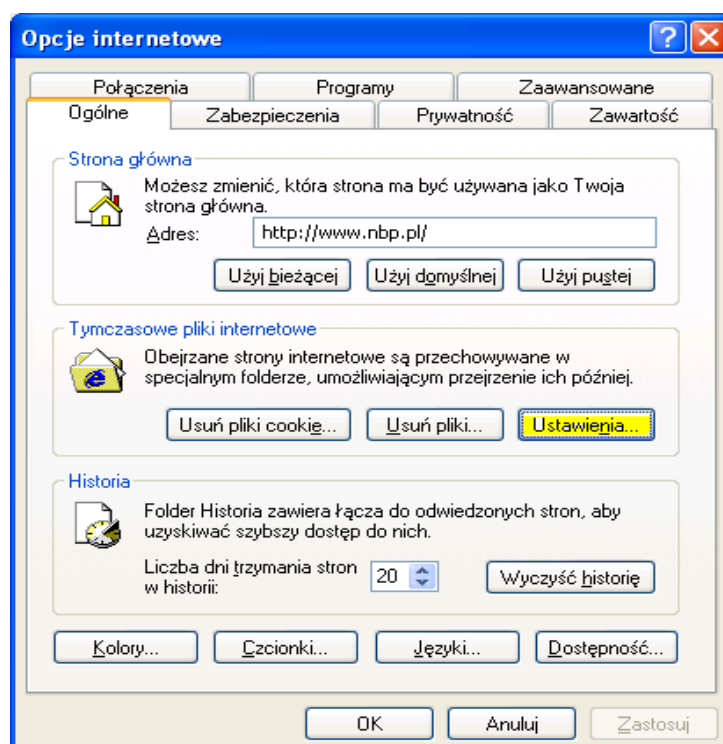 Opcje internetowe
Połączenia Programy Zaawansowane
Ogólne Zabezpieczenia Prywatność Zawartość
Strona główna
Możesz zmienić, która strona ma być używana jako Twoja
strona główna.
Adres: http://www.nbp.pl/
Użyj bieżącej Użyj domyślnej Użyj pustej
Tymczasowe pliki internetowe
Obejrzane strony internetowe są przechowywane w
specjalnym folderze, umożliwiającym przejrzenie ich później.
Usuń pliki cookie... Usuń pliki... Ustawienia...
Historia
Folder Historia zawiera łącza do odwiedzonych stron, aby
uzyskiwać szybszy dostęp do nich.
Liczba dni trzymania stron
w historii: 20 Wyczyść historię
Kolory... Czcionki... Języki... Dostępność...
OK Anuluj Zastosuj